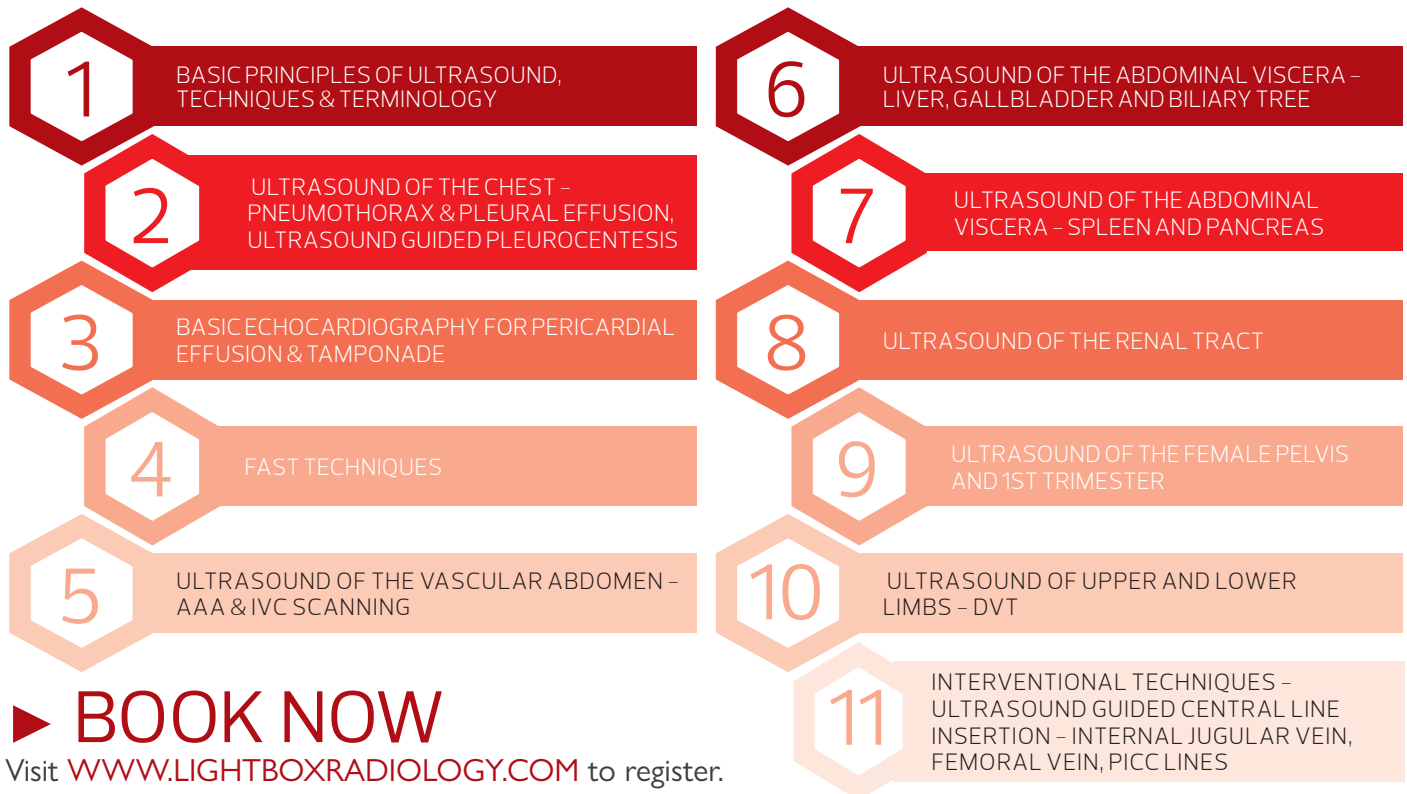 1
BASIC PRINCIPLES OF ULTRASOUND,
TECHNIQUES & TERMINOLOGY
2
ULTRASOUND OF THE CHEST –
PNEUMOTHORAX & PLEURAL EFFUSION,
ULTRASOUND GUIDED PLEUROCENTESIS
3
BASIC ECHOCARDIOGRAPHY FOR PERICARDIAL
EFFUSION & TAMPONADE
4
FAST TECHNIQUES
5
ULTRASOUND OF THE VASCULAR ABDOMEN –
AAA & IVC SCANNING
6
ULTRASOUND OF THE ABDOMINAL VISCERA –
LIVER, GALLBLADDER AND BILIARY TREE
7
ULTRASOUND OF THE ABDOMINAL
VISCERA – SPLEEN AND PANCREAS
8
ULTRASOUND OF THE RENAL TRACT
9
ULTRASOUND OF THE FEMALE PELVIS
AND 1ST TRIMESTER
10
ULTRASOUND OF UPPER AND LOWER
LIMBS – DVT
11
INTERVENTIONAL TECHNIQUES –
ULTRASOUND GUIDED CENTRAL LINE
INSERTION – INTERNAL JUGULAR VEIN,
FEMORAL VEIN, PICC LINES
► BOOK NOW
Visit WWW.LIGHTBOXRADIOLOGY.COM to register.